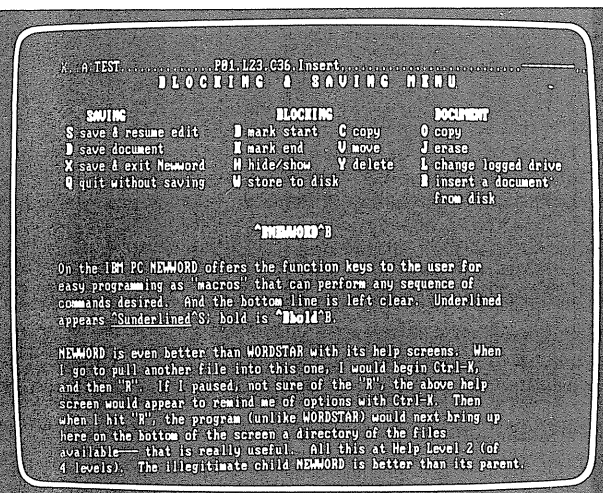 K...A:TEST.............P01,L23,C36,Insert
BLOCKING & SAVING MENU
SAVING BLOCKING DOCUMENT
S save & resume edit B mark start C copy O copy
D save document K mark end V move J erase
X save & exit Newword H hide/show Y delete L change logged drive
Q quit without saving W store to disk R insert a document
from disk
^BNEWWORD^B
On the IBM PC NEWWORD offers the function keys to the user for
easy programming as "macros" that can perform any sequence of
commands desired. And the bottom line is left clear. Underlined
appears ^Sunderlined^S; bold is ^Bbold^B.
NEWWORD is even better than WORDSTAR with its help screens. When
I go to pull another file into this one, I would begin Ctrl-K,
and then "R". If I paused, not sure of the "R", the above help
screen would appear to remind me of options with Ctrl-K. Then
when I hit "R", the program (unlike WORDSTAR) would next bring up
here on the bottom of the screen a directory of the files
available—— that is really useful. All this at Help Level 2 (of
4 levels). The illegitimate child NEWWORD is better than its parent.